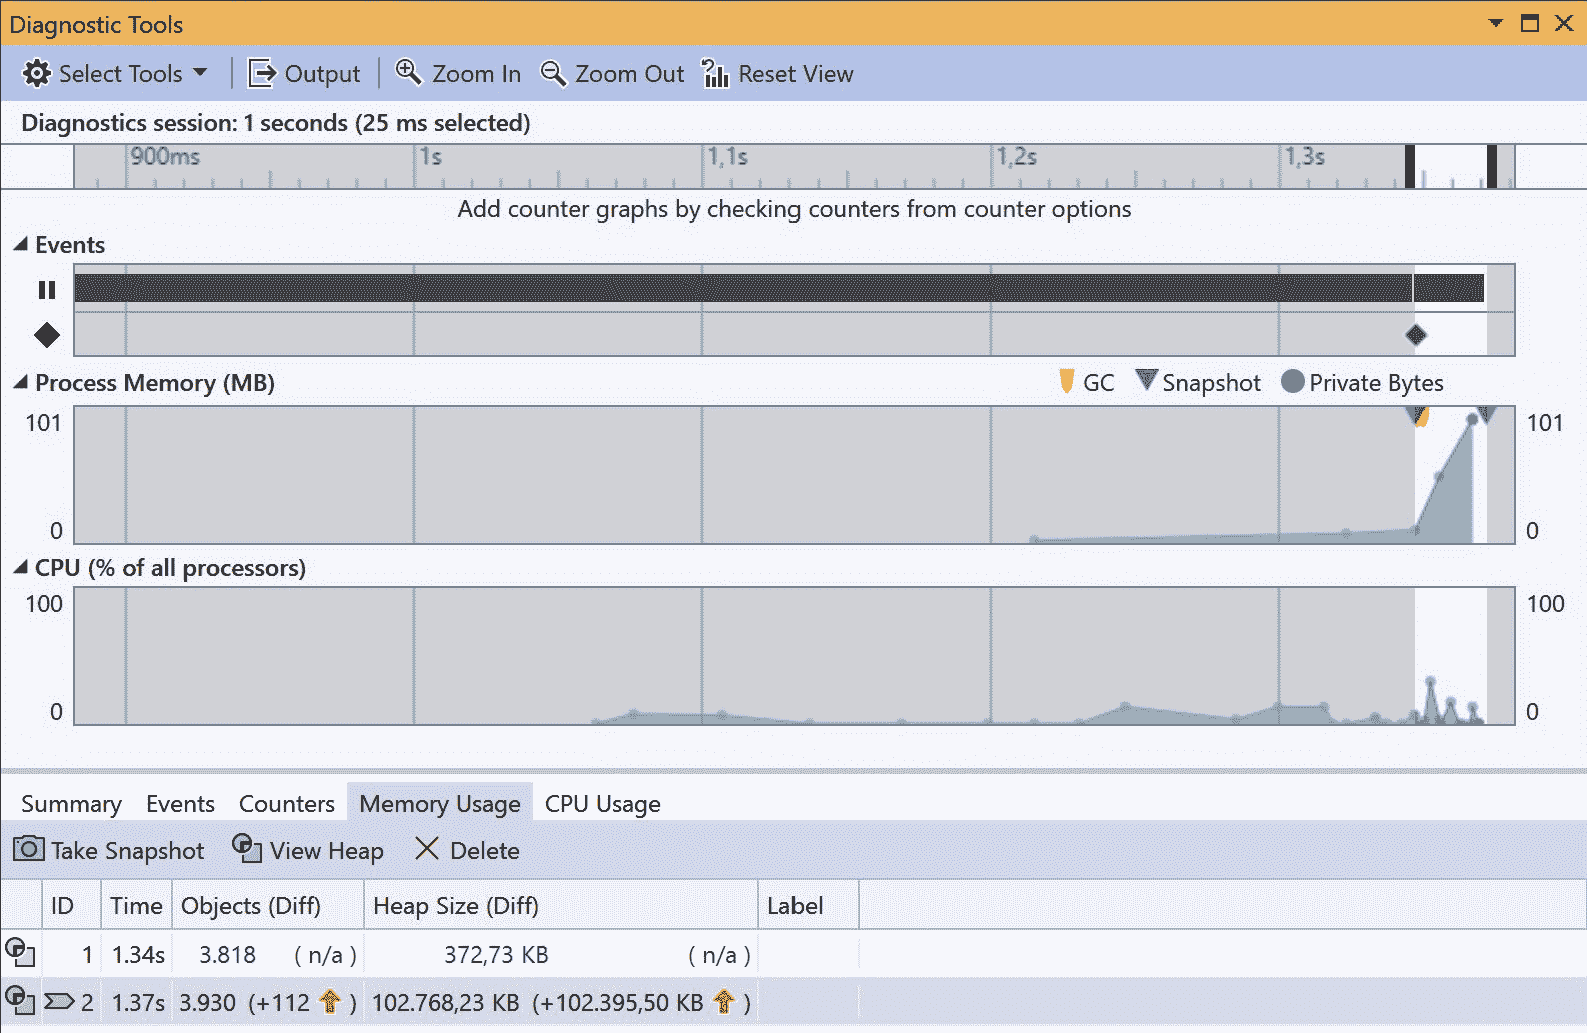 Diagnostic Tools
Select Tools Output Zoom In Zoom Out Reset View
Diagnostics session: 1 seconds (25 ms selected)
900ms 1s 1,1s 1,2s 1,3s
Add counter graphs by checking counters from counter options
Events
Process Memory (MB) GC Snapshot Private Bytes
101 101
0 0
CPU (% of all processors)
100 100
0 0
Summary Events Counters Memory Usage CPU Usage
Take Snapshot View Heap Delete
ID Time Objects (Diff) Heap Size (Diff) Label
1 1.34s 3.818 ( n/a ) 372,73 KB ( n/a )
2 1.37s 3.930 (+112 ) 102.768,23 KB (+102.395,50 KB )